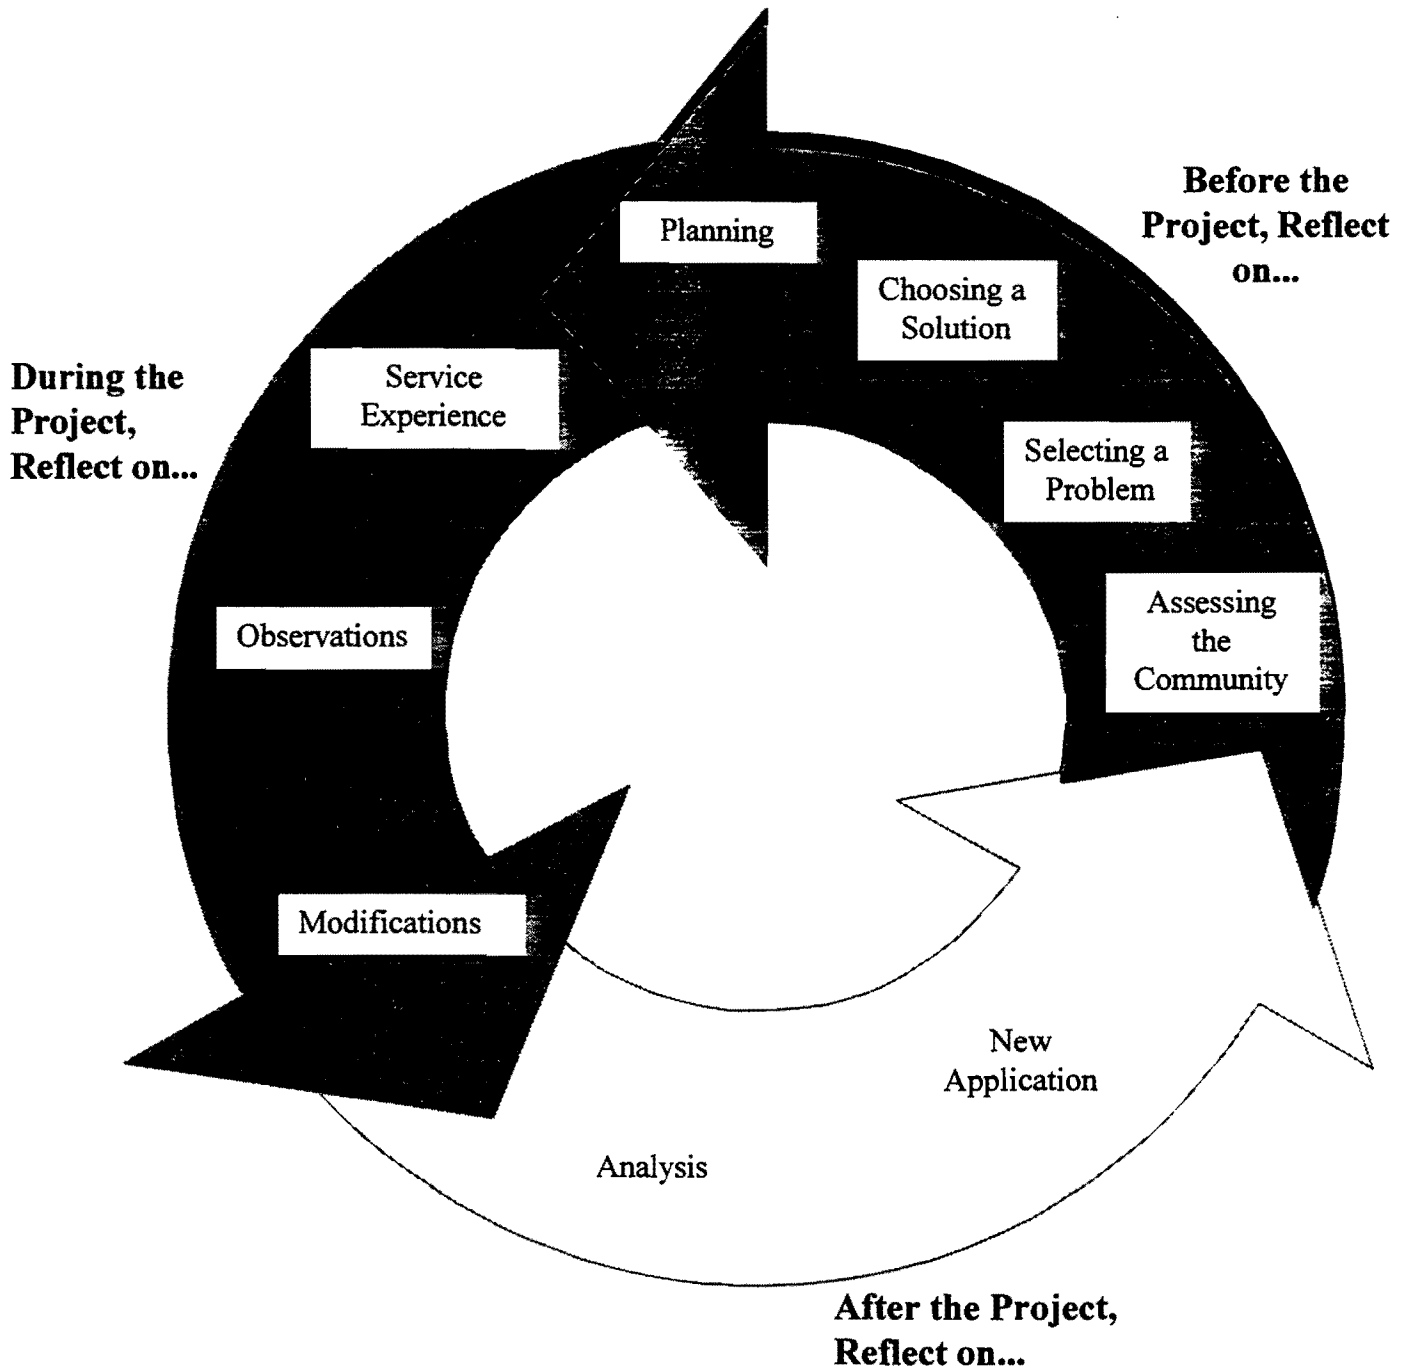 Before the
Project, Reflect
on...
Planning
Choosing a
Solution
During the
Project,
Reflect on...
Service
Experience
Selecting a
Problem
Assessing
the
Community
Observations
Modifications
New
Application
Analysis
After the Project,
Reflect on...